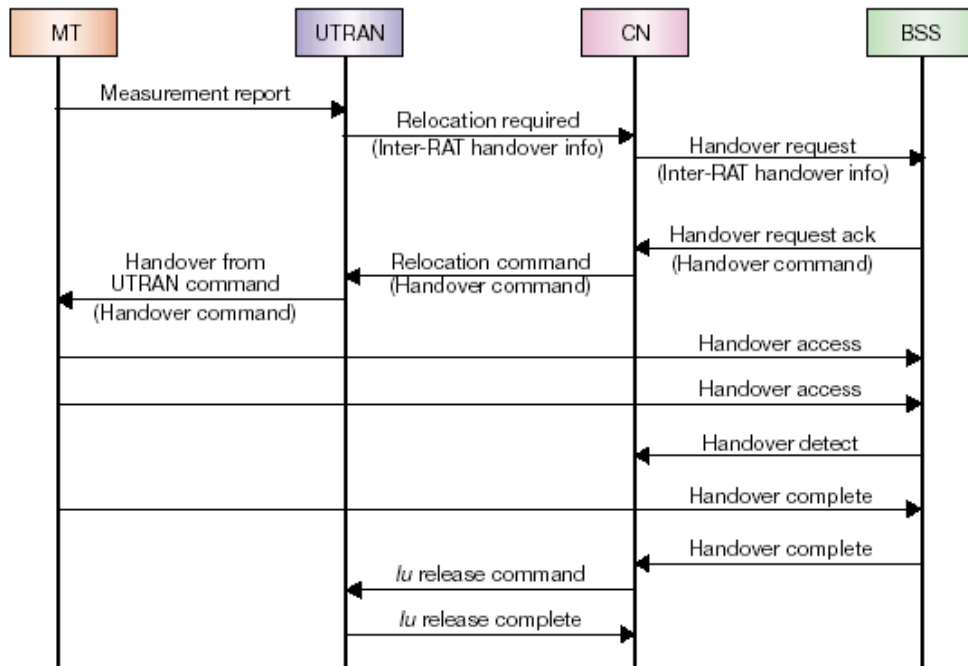 MT
UTRAN
CN
BSS
Measurement report
Relocation required
(Inter-RAT handover info)
Handover request
(Inter-RAT handover info)
Handover request ack
(Handover command)
Relocation command
(Handover command)
Handover from
UTRAN command
(Handover command)
Handover access
Handover access
Handover detect
Handover complete
Handover complete
Iu release command
Iu release complete